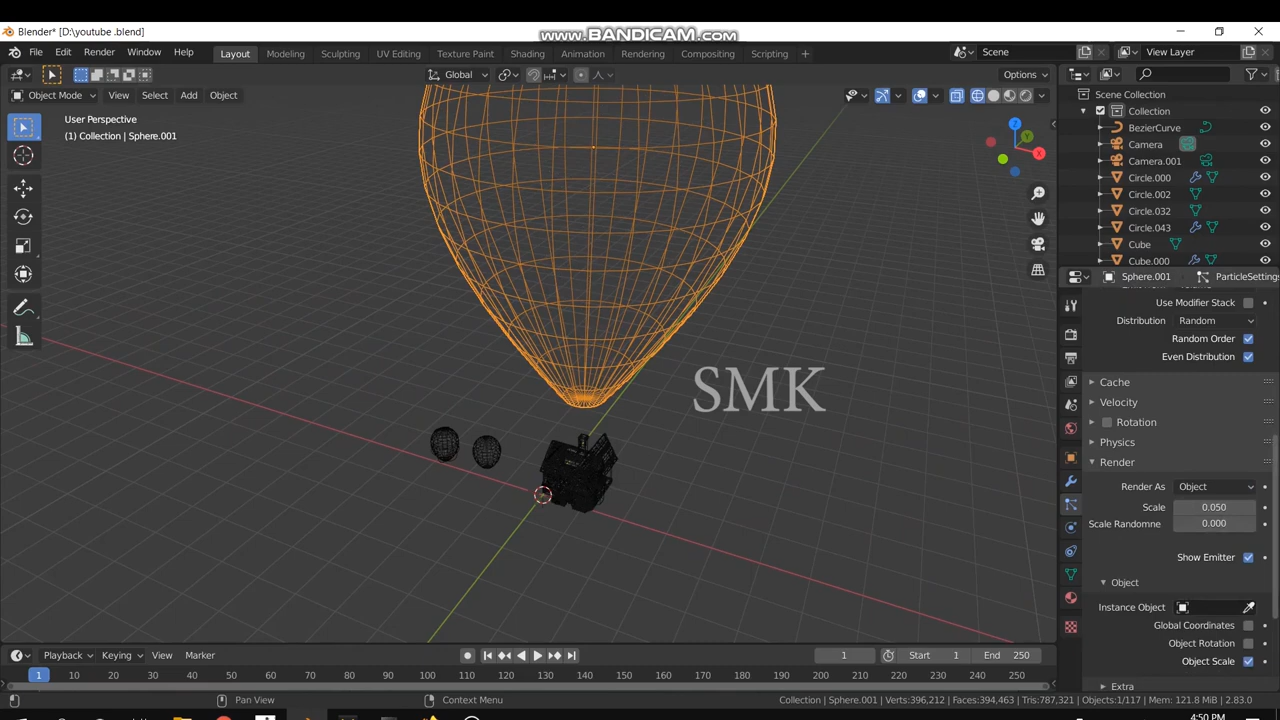 Blender* [D:\youtube .blend]
www.BANDICAM.com
File Edit Render Window Help
Layout Modeling Sculpting UV Editing Texture Paint Shading Animation Rendering Compositing Scripting +
Scene View Layer
Global Options
Object Mode View Select Add Object
User Perspective
(1) Collection | Sphere.001
Z Y X
Scene Collection
Collection
BezierCurve
Camera
Camera.001
Circle.000
Circle.002
Circle.032
Circle.043
Cube
Cube.000
Sphere.001 ParticleSettings
Use Modifier Stack
Distribution Random
Random Order
Even Distribution
Cache
Velocity
Rotation
Physics
Render
Render As Object
Scale 0.050
Scale Randomne 0.000
Show Emitter
Object
Instance Object
Global Coordinates
Object Rotation
Object Scale
Extra
SMK
Playback Keying View Marker 1 Start 1 End 250
1 10 20 30 40 50 60 70 80 90 100 110 120 130 140 150 160 170 180 190 200 210 220 230 240 250
Pan View Context Menu Collection | Sphere.001 | Verts:396,212 | Faces:394,463 | Tris:787,321 | Objects:1/117 | Mem: 121.8 MiB | 2.83.0
4:50 PM